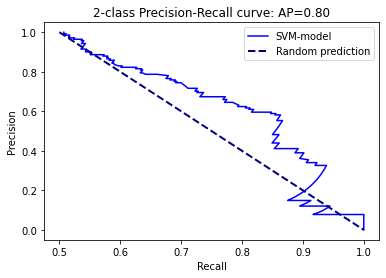 2-class Precision-Recall curve: AP=0.80
SVM-model
Random prediction
Precision
1.0
0.8
0.6
0.4
0.2
0.0
0.5
0.6
0.7
0.8
0.9
1.0
Recall